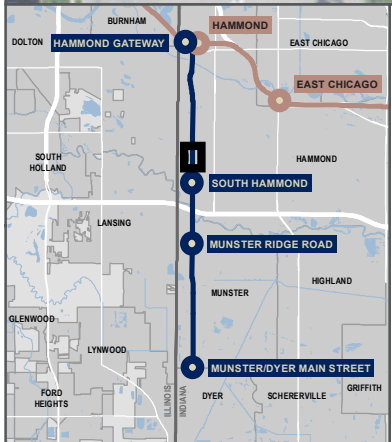 BURNHAM
HAMMOND
DOLTON
HAMMOND GATEWAY
EAST CHICAGO
EAST CHICAGO
SOUTH
HOLLAND
HAMMOND
SOUTH HAMMOND
LANSING
MUNSTER RIDGE ROAD
HIGHLAND
MUNSTER
GLENWOOD
LYNWOOD
MUNSTER/DYER MAIN STREET
ILLINOIS
INDIANA
FORD
HEIGHTS
DYER
SCHERERVILLE
GRIFFITH